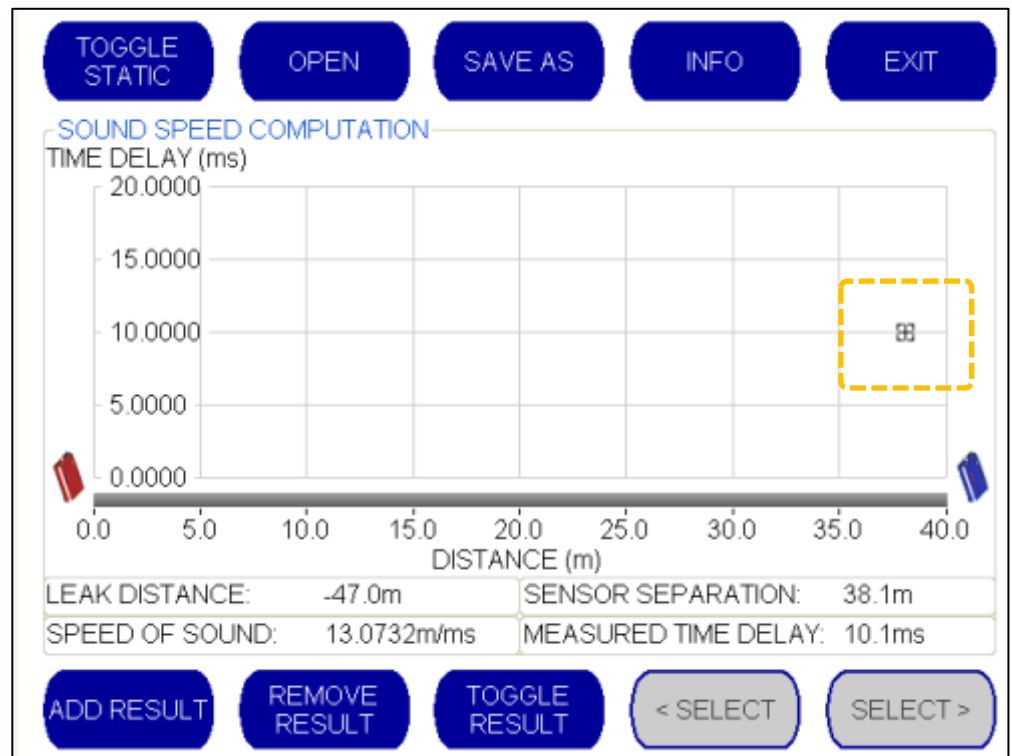 TOGGLE STATIC
OPEN
SAVE AS
INFO
EXIT
SOUND SPEED COMPUTATION
TIME DELAY (ms)
20.0000
15.0000
10.0000
5.0000
0.0000
0.0 5.0 10.0 15.0 20.0 25.0 30.0 35.0 40.0
DISTANCE (m)
LEAK DISTANCE: -47.0m SENSOR SEPARATION: 38.1m
SPEED OF SOUND: 13.0732m/ms MEASURED TIME DELAY: 10.1ms
ADD RESULT
REMOVE RESULT
TOGGLE RESULT
< SELECT
SELECT >